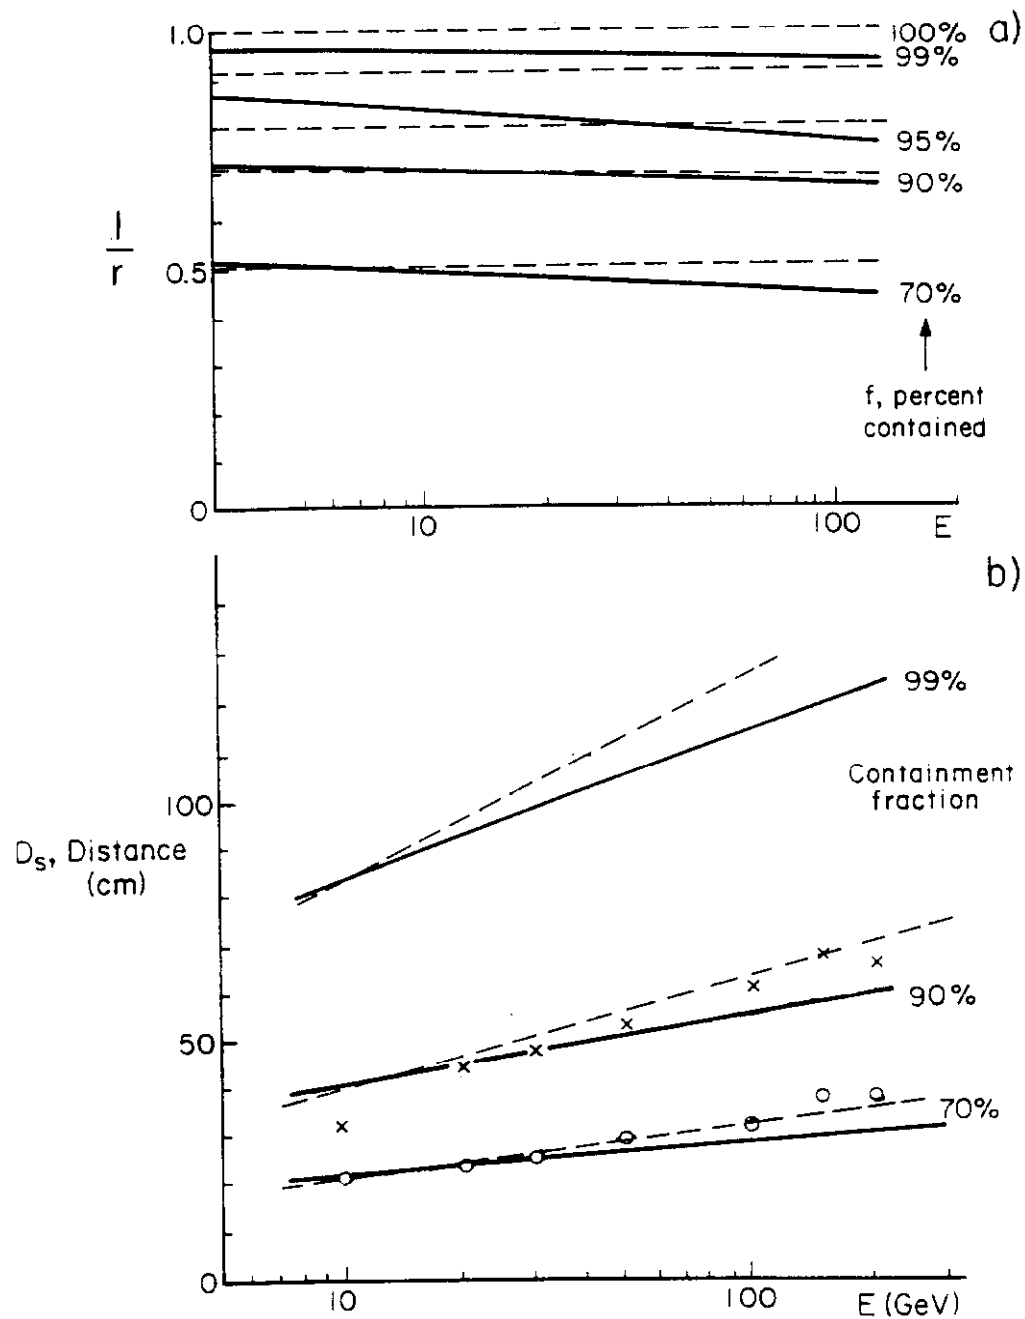 a)
1.0
100%
99%
95%
90%
1
r
0.5
70%
f, percent
contained
0
10
100
E
b)
99%
Containment
fraction
100
Ds, Distance
(cm)
90%
50
70%
0
10
100
E (GeV)